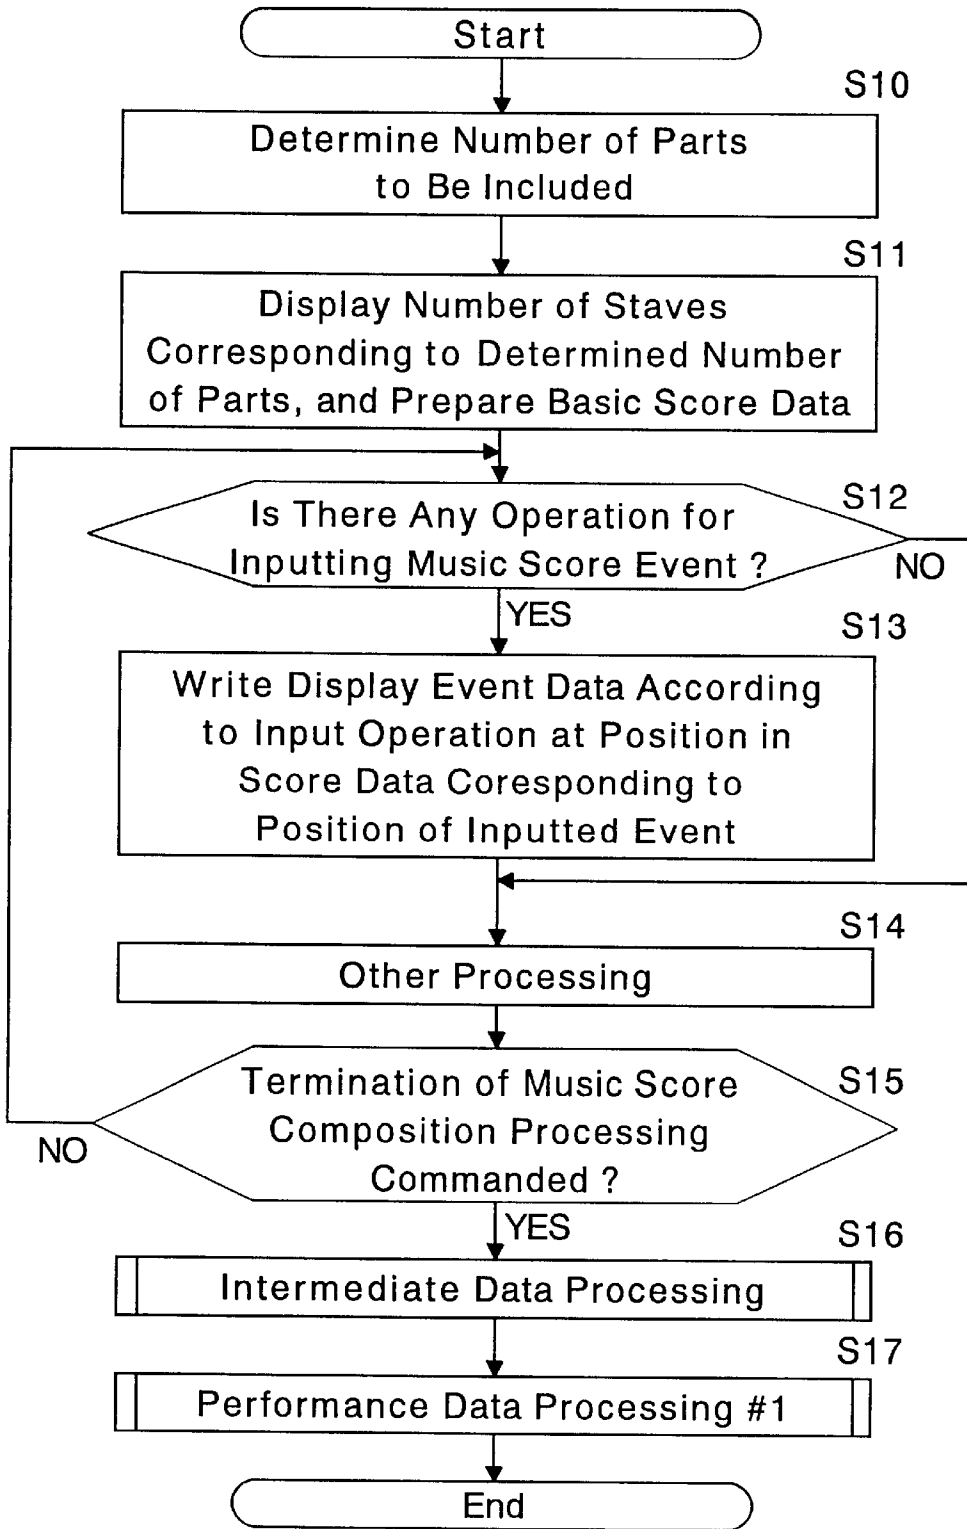 Start
S10
Determine Number of Parts
to Be Included
S11
Display Number of Staves
Corresponding to Determined Number
of Parts, and Prepare Basic Score Data
S12
Is There Any Operation for
Inputting Music Score Event ?
NO
YES
S13
Write Display Event Data According
to Input Operation at Position in
Score Data Coresponding to
Position of Inputted Event
S14
Other Processing
S15
Termination of Music Score
Composition Processing
Commanded ?
NO
YES
S16
Intermediate Data Processing
S17
Performance Data Processing #1
End